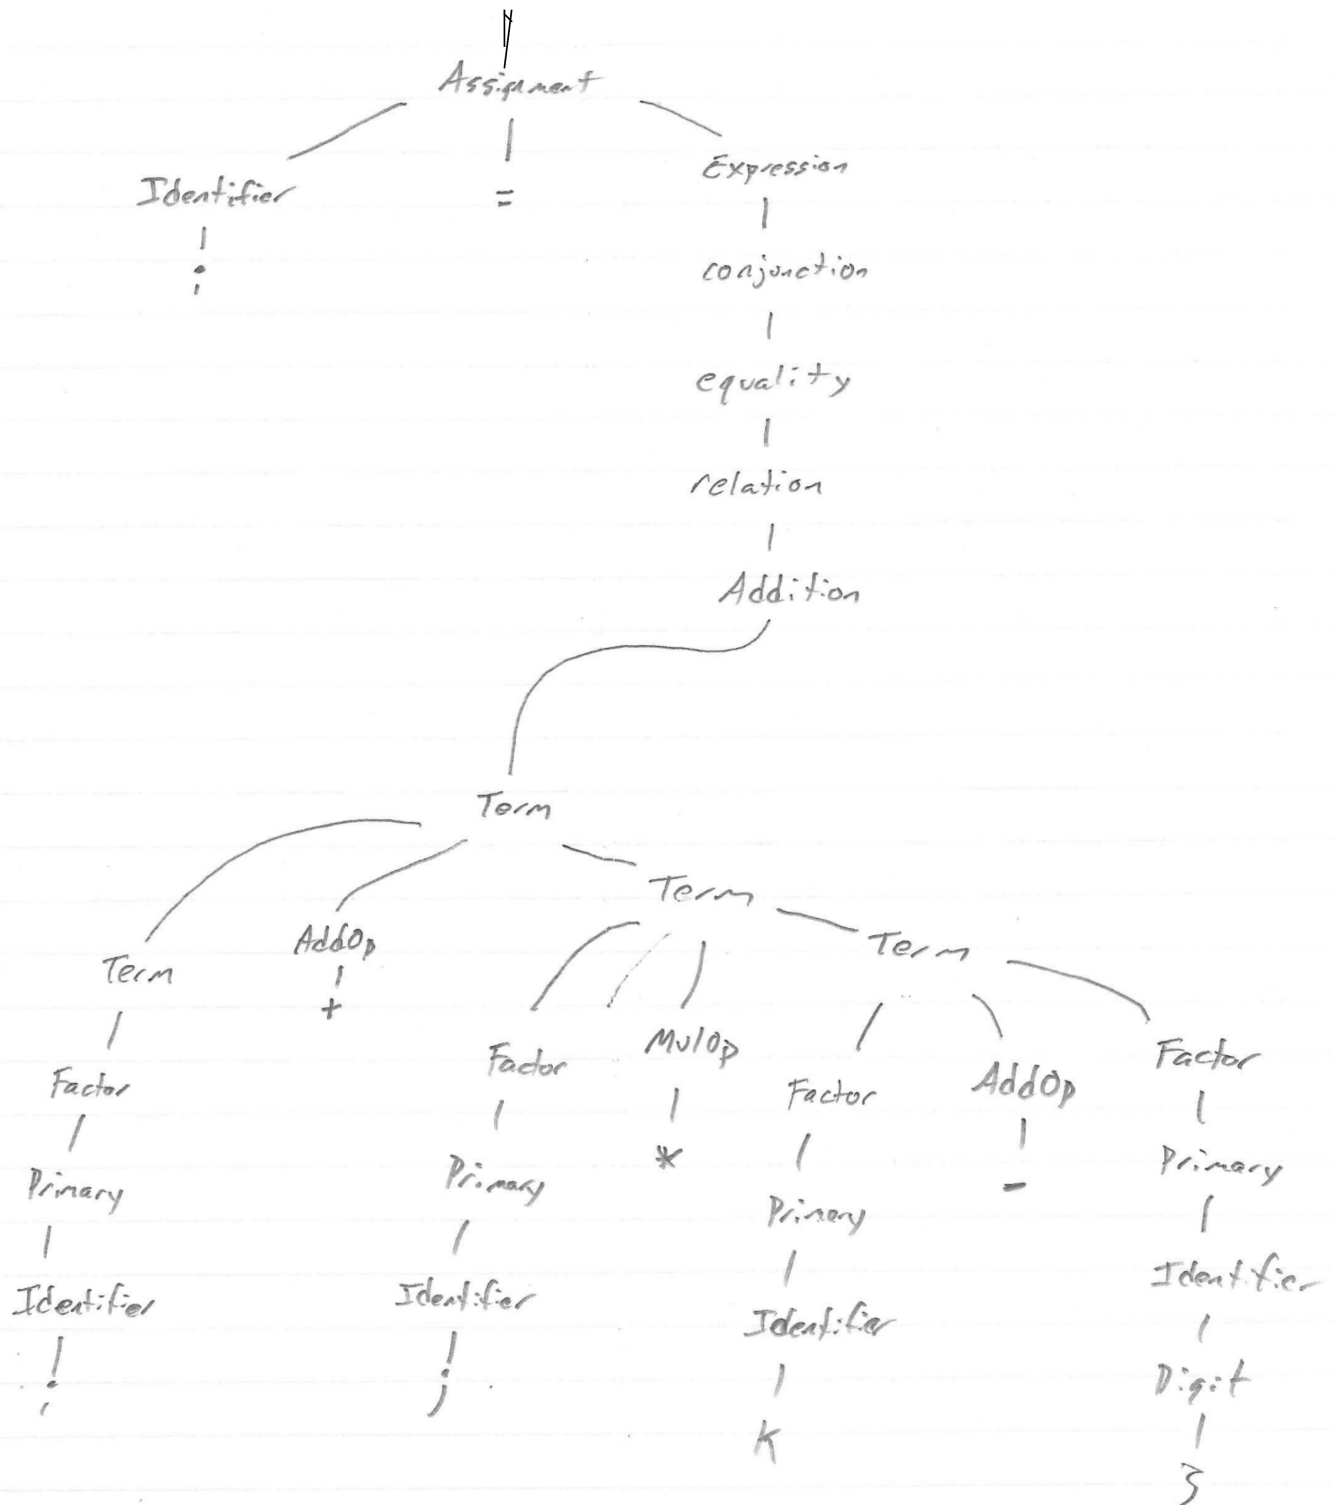 Assignment
Identifier = Expression
i
conjunction
equality
relation
Addition
Term
Term
Term AddOp Term
+
Factor Factor MulOp Factor AddOp Factor
* -
Primary Primary Primary Primary
Identifier Identifier Identifier Identifier
i j Digit
K
3